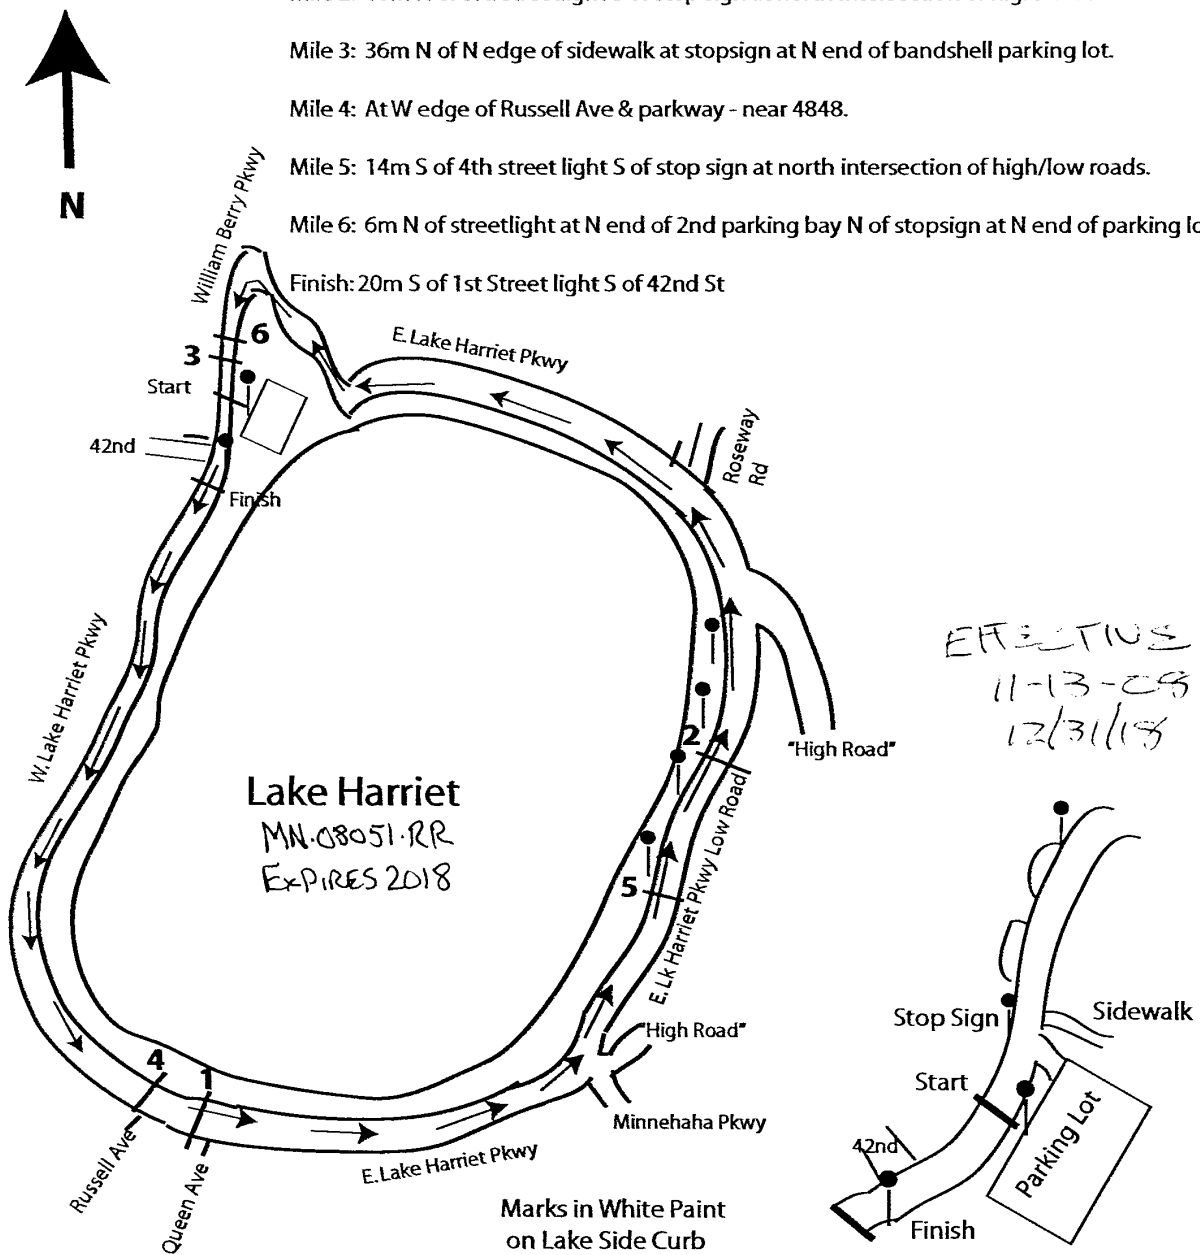 Mile 3: 36m N of N edge of sidewalk at stopsign at N end of bandshell parking lot.
Mile 4: At W edge of Russell Ave & parkway - near 4848.
Mile 5: 14m S of 4th street light S of stop sign at north intersection of high/low roads.
Mile 6: 6m N of streetlight at N end of 2nd parking bay N of stopsign at N end of parking
Finish: 20m S of 1st Street light S of 42nd St
N
William Berry Pkwy
6
3
Start
42nd
Finish
E. Lake Harriet Pkwy
Roseway
Rd
W. Lake Harriet Pkwy
"High Road"
2
Lake Harriet
MN·08051·RR
EXPIRES 2018
EFFECTIVE
11-13-08
12/31/18
5
E. Lk Harriet Pkwy Low Road
"High Road"
Minnehaha Pkwy
4
1
Russell Ave
Queen Ave
E. Lake Harriet Pkwy
Marks in White Paint
on Lake Side Curb
Stop Sign
Sidewalk
Start
42nd
Parking Lot
Finish